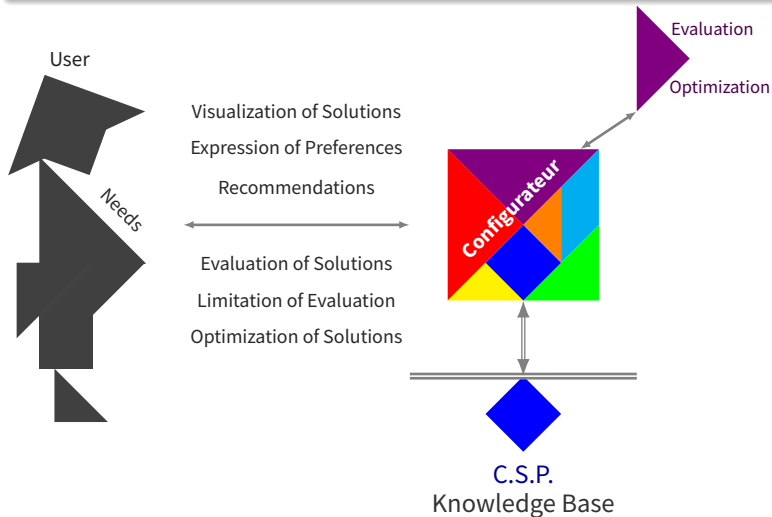 User
Needs
Visualization of Solutions
Expression of Preferences
Recommendations
Evaluation of Solutions
Limitation of Evaluation
Optimization of Solutions
Configurateur
Evaluation
Optimization
C.S.P.
Knowledge Base